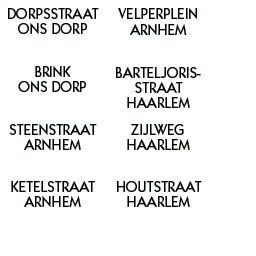 DORPSSTRAAT
ONS DORP
VELPERPLEIN
ARNHEM
BRINK
ONS DORP
BARTELJORIS-
STRAAT
HAARLEM
STEENSTRAAT
ARNHEM
ZIJLWEG
HAARLEM
KETELSTRAAT
ARNHEM
HOUTSTRAAT
HAARLEM